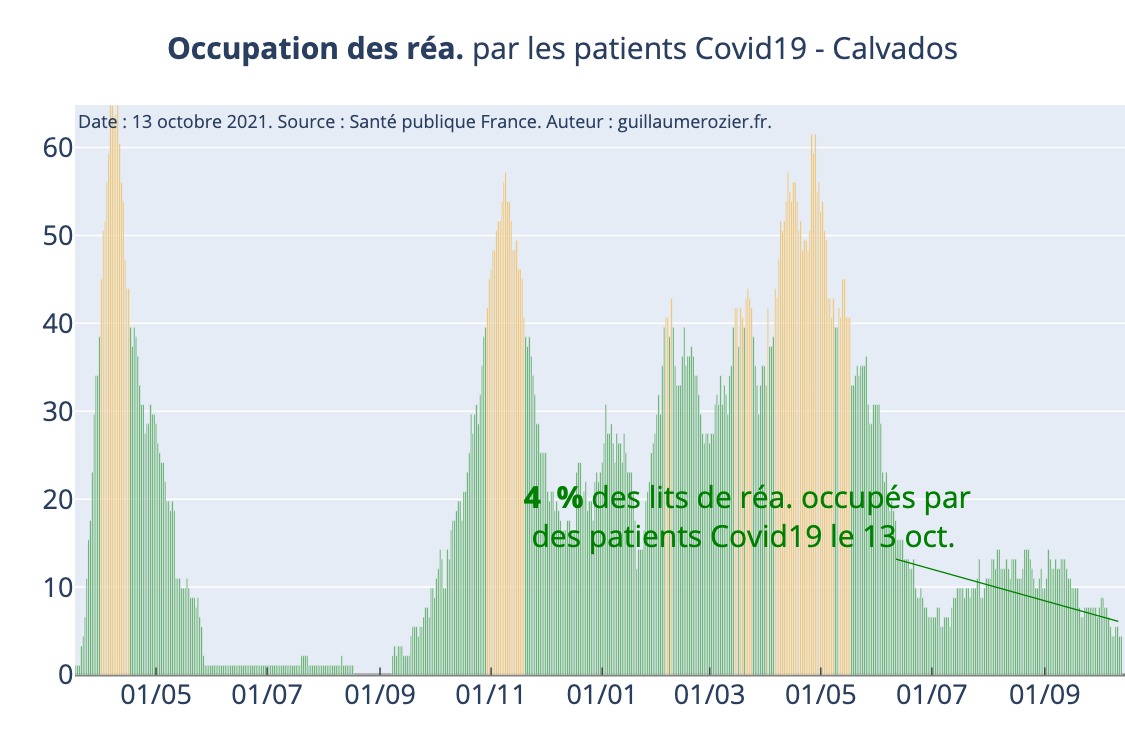 Occupation des réa. par les patients Covid19 - Calvados
Date : 13 octobre 2021. Source : Santé publique France. Auteur : guillaumerozier.fr.
60
50
40
30
20
10
0
4 % des lits de réa. occupés par
des patients Covid19 le 13 oct.
01/05 01/07 01/09 01/11 01/01 01/03 01/05 01/07 01/09